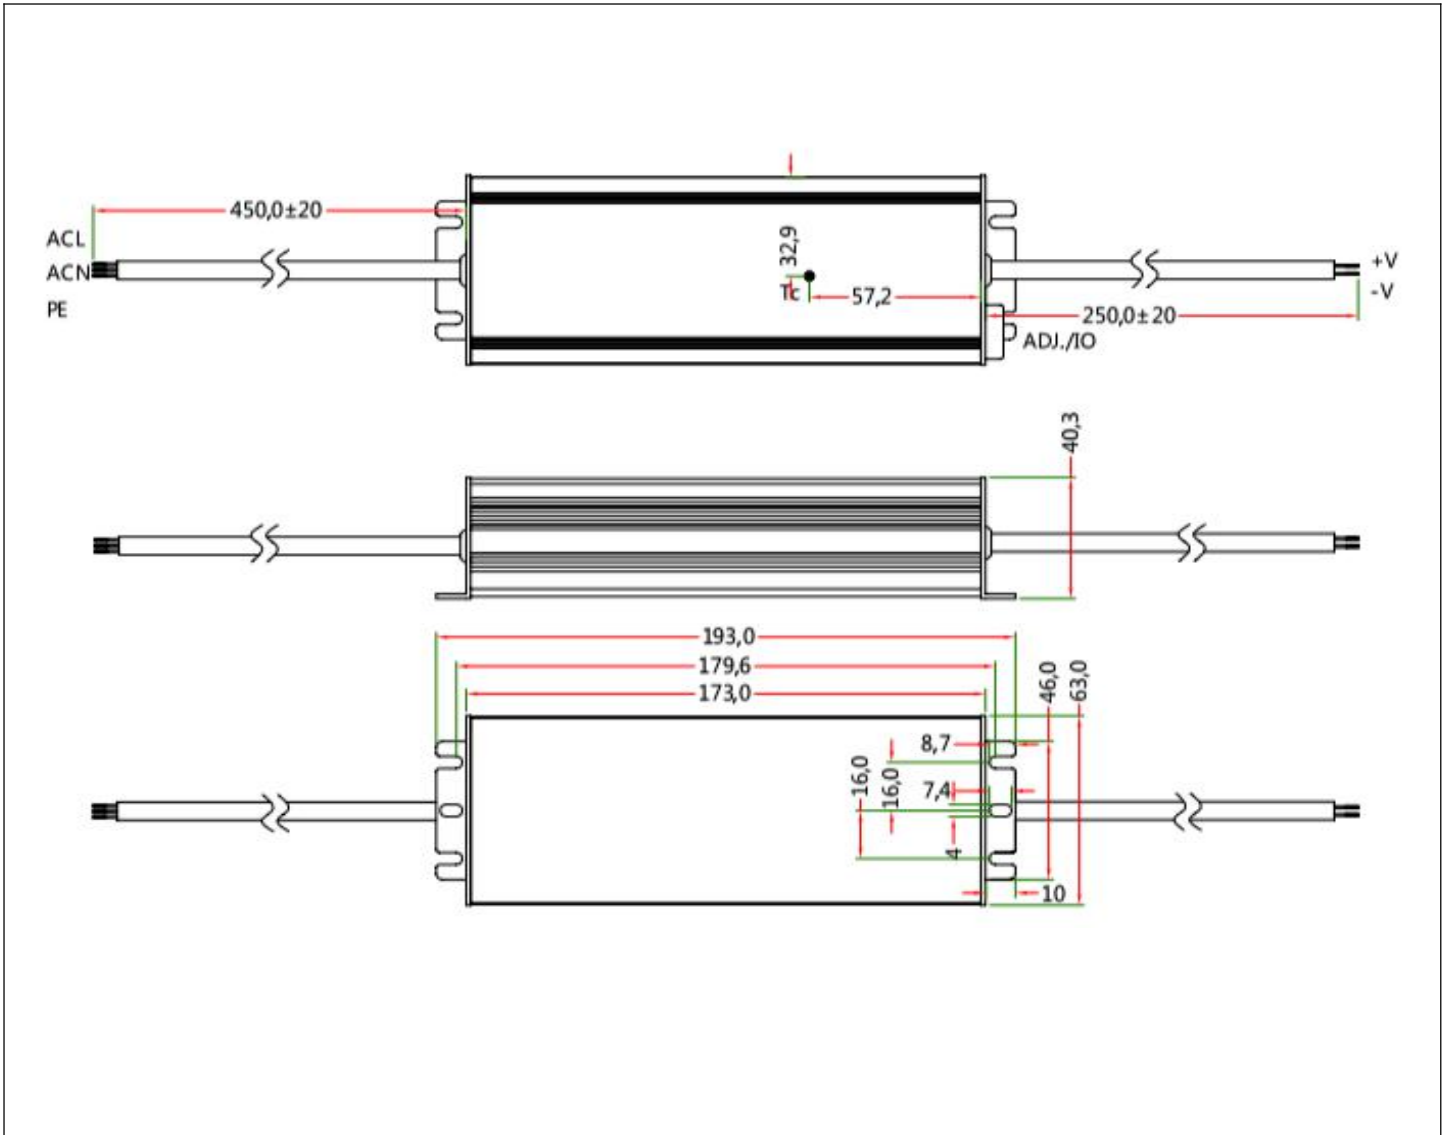 450,0±20
ACL
ACN
PE
32,9
Tc
57,2
+V
-V
250,0±20
ADJ./IO
40,3
193,0
179,6
173,0
46,0
63,0
8,7
16,0
16,0
7,4
4
10